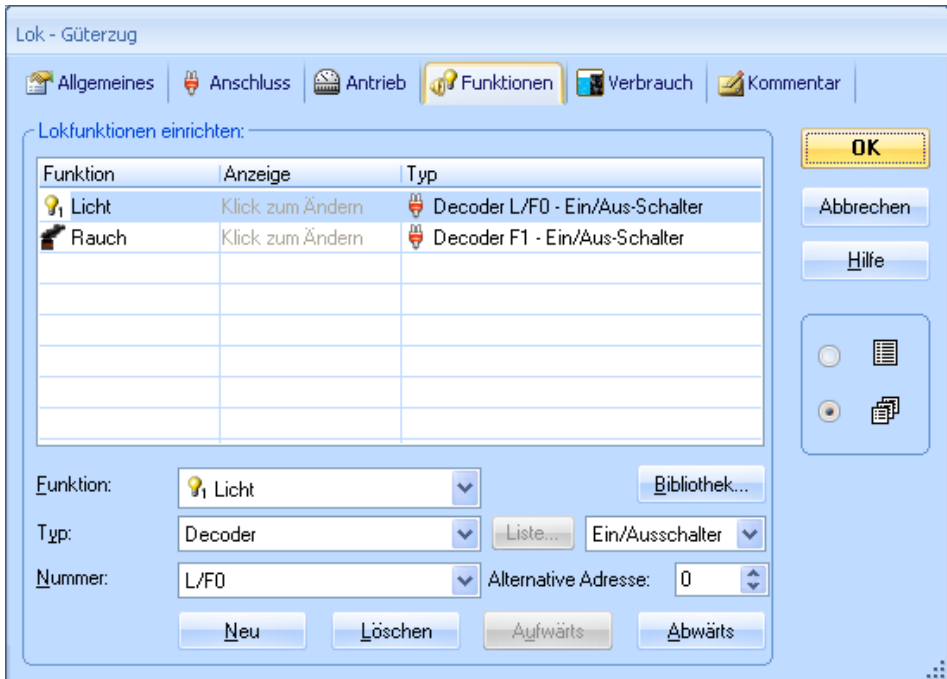 Lok - Güterzug
Allgemeines Anschluss Antrieb Funktionen Verbrauch Kommentar
Lokfunktionen einrichten:
OK
Funktion Anzeige Typ
Licht Klick zum Ändern Decoder L/F0 - Ein/Aus-Schalter
Abbrechen
Rauch Klick zum Ändern Decoder F1 - Ein/Aus-Schalter
Hilfe
Funktion: Licht Bibliothek...
Typ: Decoder Liste... Ein/Ausschalter
Nummer: L/F0 Alternative Adresse: 0
Neu Löschen Aufwärts Abwärts